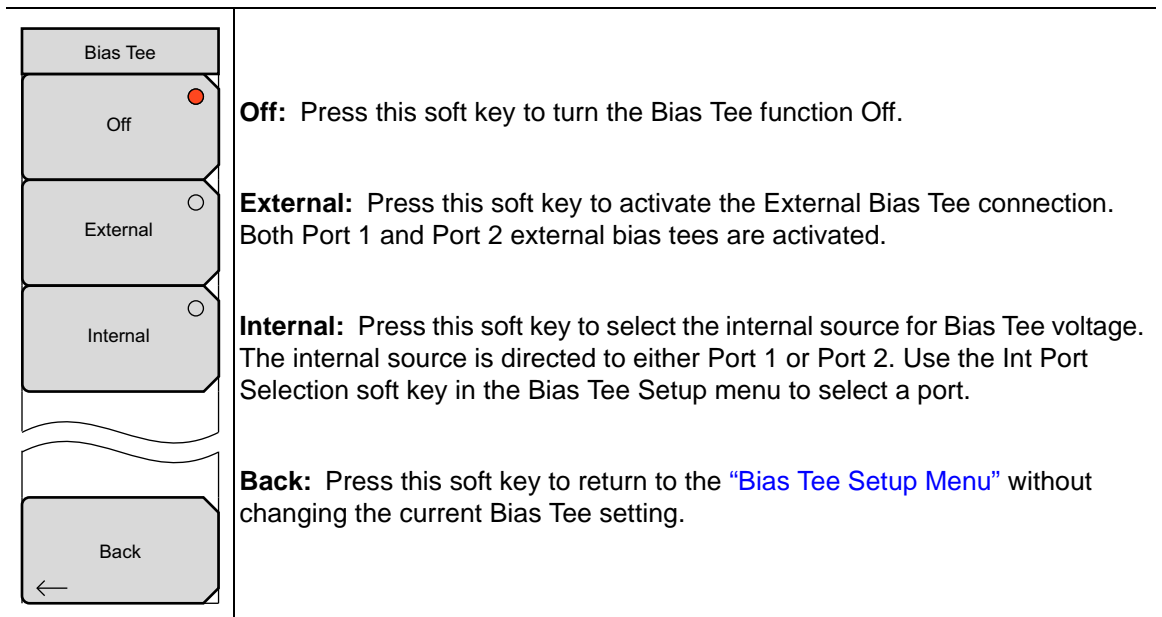 Bias Tee
Off
External
Internal
Back
Off: Press this soft key to turn the Bias Tee function Off.
External: Press this soft key to activate the External Bias Tee connection.
Both Port 1 and Port 2 external bias tees are activated.
Internal: Press this soft key to select the internal source for Bias Tee voltage.
The internal source is directed to either Port 1 or Port 2. Use the Int Port
Selection soft key in the Bias Tee Setup menu to select a port.
Back: Press this soft key to return to the “Bias Tee Setup Menu” without
changing the current Bias Tee setting.